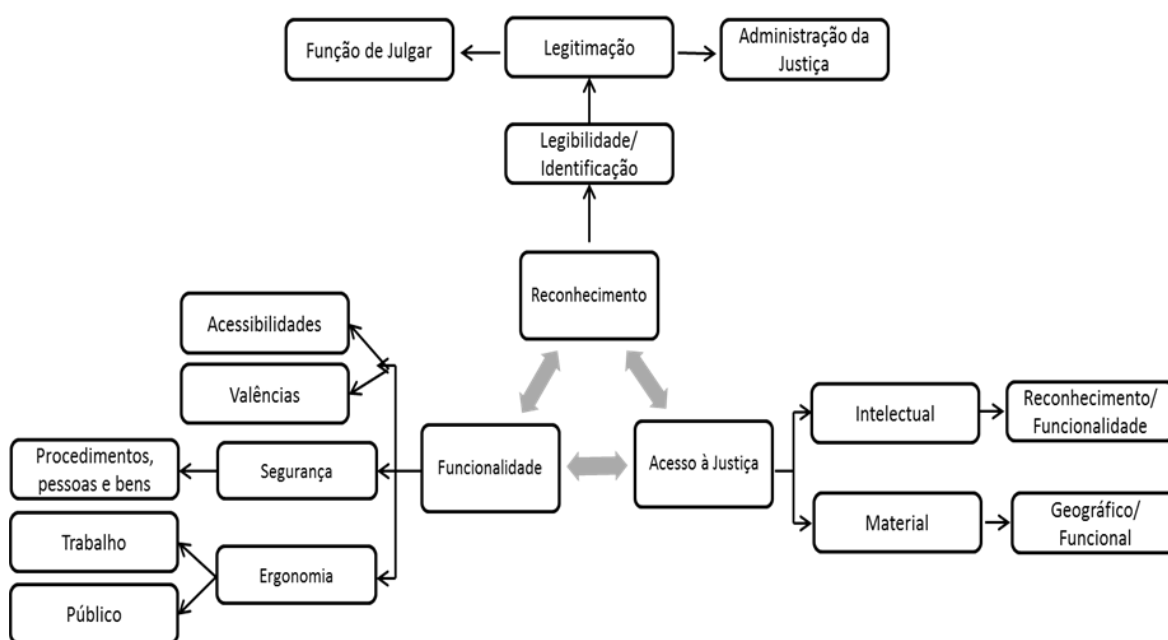 Função de Julgar
Legitimação
Administração da
Justiça
Legibilidade/
Identificação
Reconhecimento
Acessibilidades
Valências
Procedimentos,
pessoas e bens
Segurança
Funcionalidade
Trabalho
Público
Ergonomia
Acesso à Justiça
Intelectual
Reconhecimento/
Funcionalidade
Material
Geográfico/
Funcional